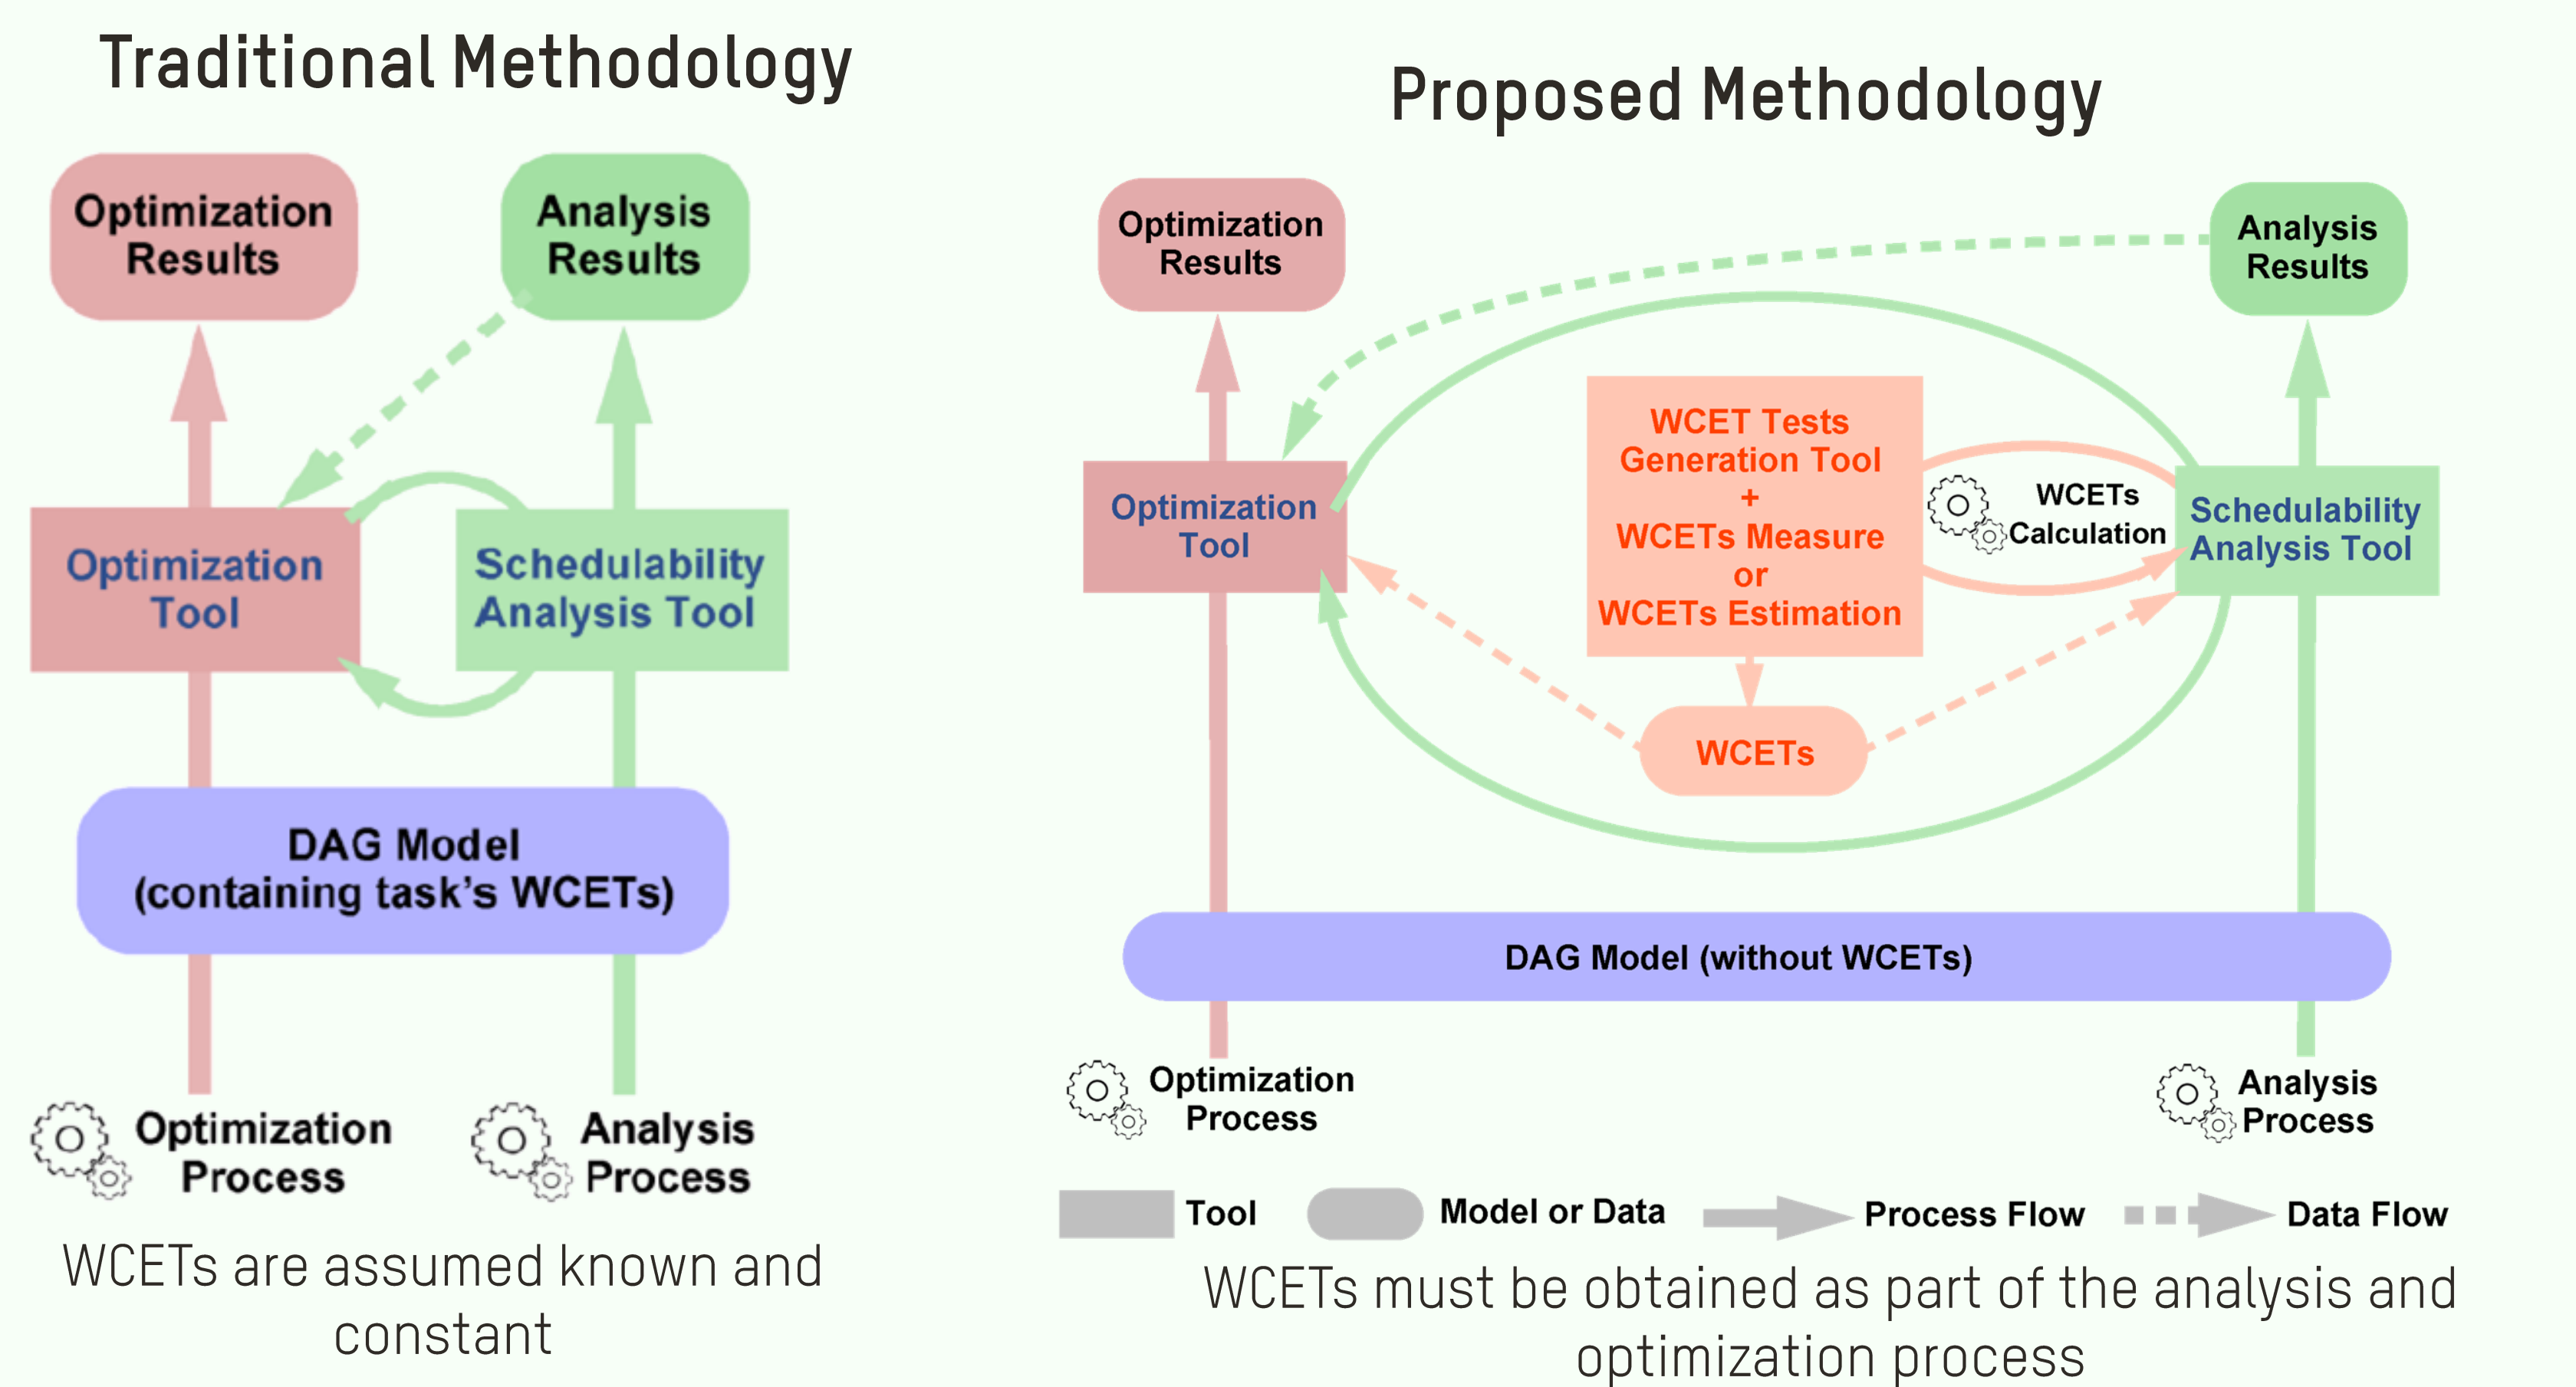 Traditional Methodology
Optimization
Results
Analysis
Results
Optimization
Tool
Schedulability
Analysis Tool
DAG Model
(containing task's WCETs)
Optimization
Process
Analysis
Process
WCETs are assumed known and
constant
Proposed Methodology
Optimization
Results
Analysis
Results
Optimization
Tool
WCET Tests
Generation Tool
+
WCETs Measure
or
WCETs Estimation
WCETs
Calculation
Schedulability
Analysis Tool
WCETs
DAG Model (without WCETs)
Optimization
Process
Analysis
Process
Tool
Model or Data
Process Flow
Data Flow
WCETs must be obtained as part of the analysis and
optimization process